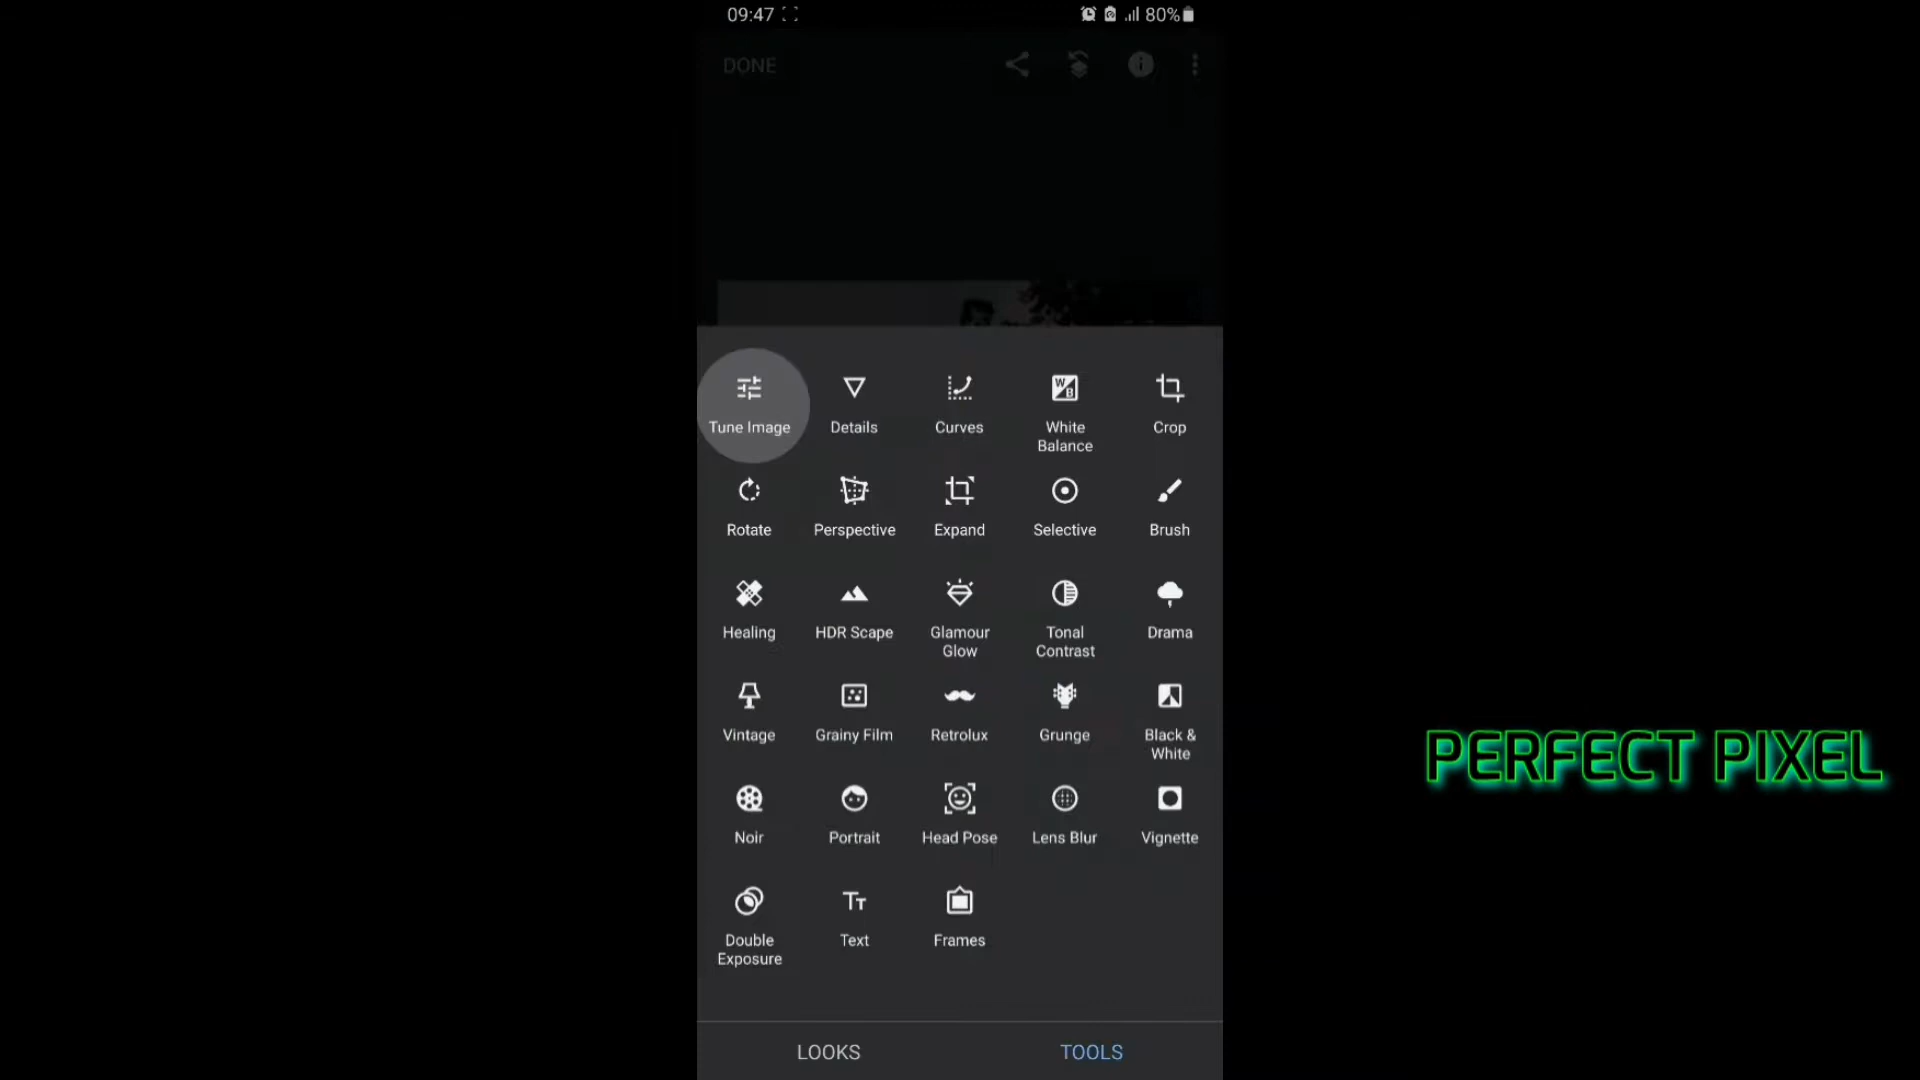 09:47 80%
DONE
Tune Image Details Curves White Balance Crop
Rotate Perspective Expand Selective Brush
Healing HDR Scape Glamour Glow Tonal Contrast Drama
Vintage Grainy Film Retrolux Grunge Black & White
PERFECT PIXEL
Noir Portrait Head Pose Lens Blur Vignette
Double Exposure Text Frames
LOOKS TOOLS